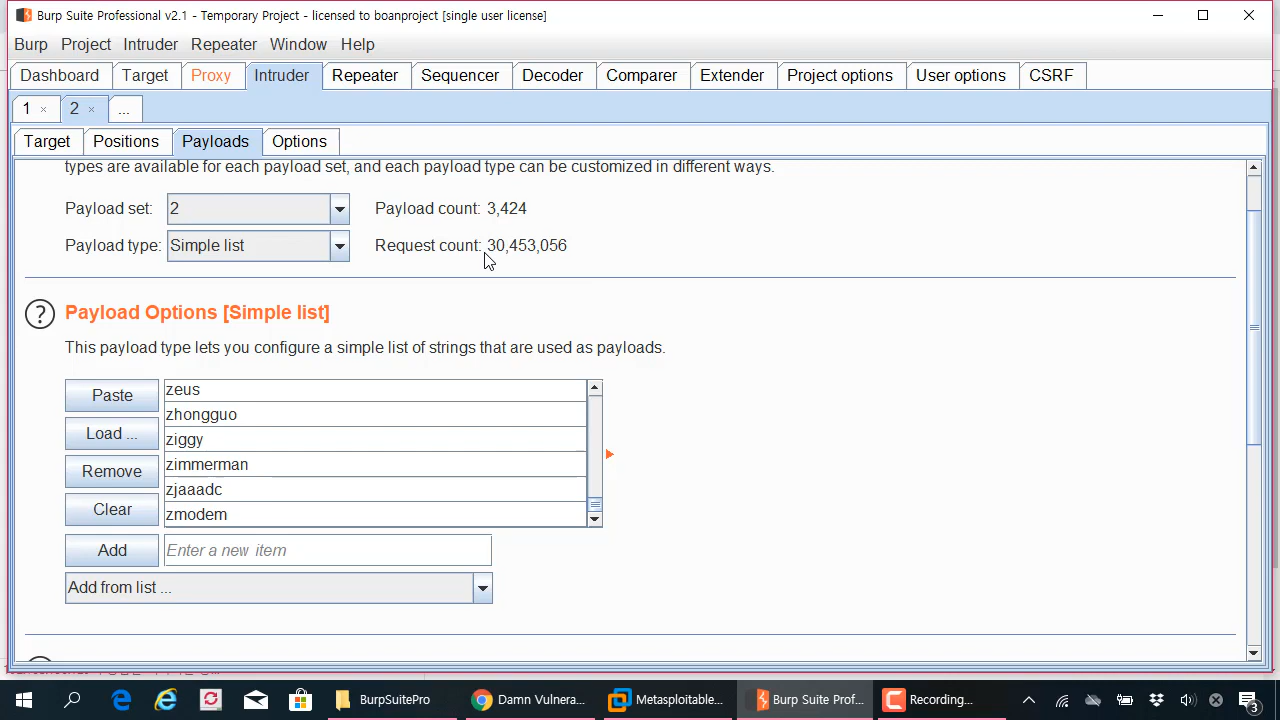 Burp Suite Professional v2.1 - Temporary Project - licensed to boanproject [single user license]
Burp Project Intruder Repeater Window Help
Dashboard Target Proxy Intruder Repeater Sequencer Decoder Comparer Extender Project options User options CSRF
1 × 2 × ...
Target Positions Payloads Options
types are available for each payload set, and each payload type can be customized in different ways.
Payload set: 2 Payload count: 3,424
Payload type: Simple list Request count: 30,453,056
? Payload Options [Simple list]
This payload type lets you configure a simple list of strings that are used as payloads.
Paste
Load ...
Remove
Clear
zeus
zhongguo
ziggy
zimmerman
zjaaadc
zmodem
Add Enter a new item
Add from list ...
BurpSuitePro Damn Vulnera... Metasploitable... Burp Suite Prof... Recording... 3